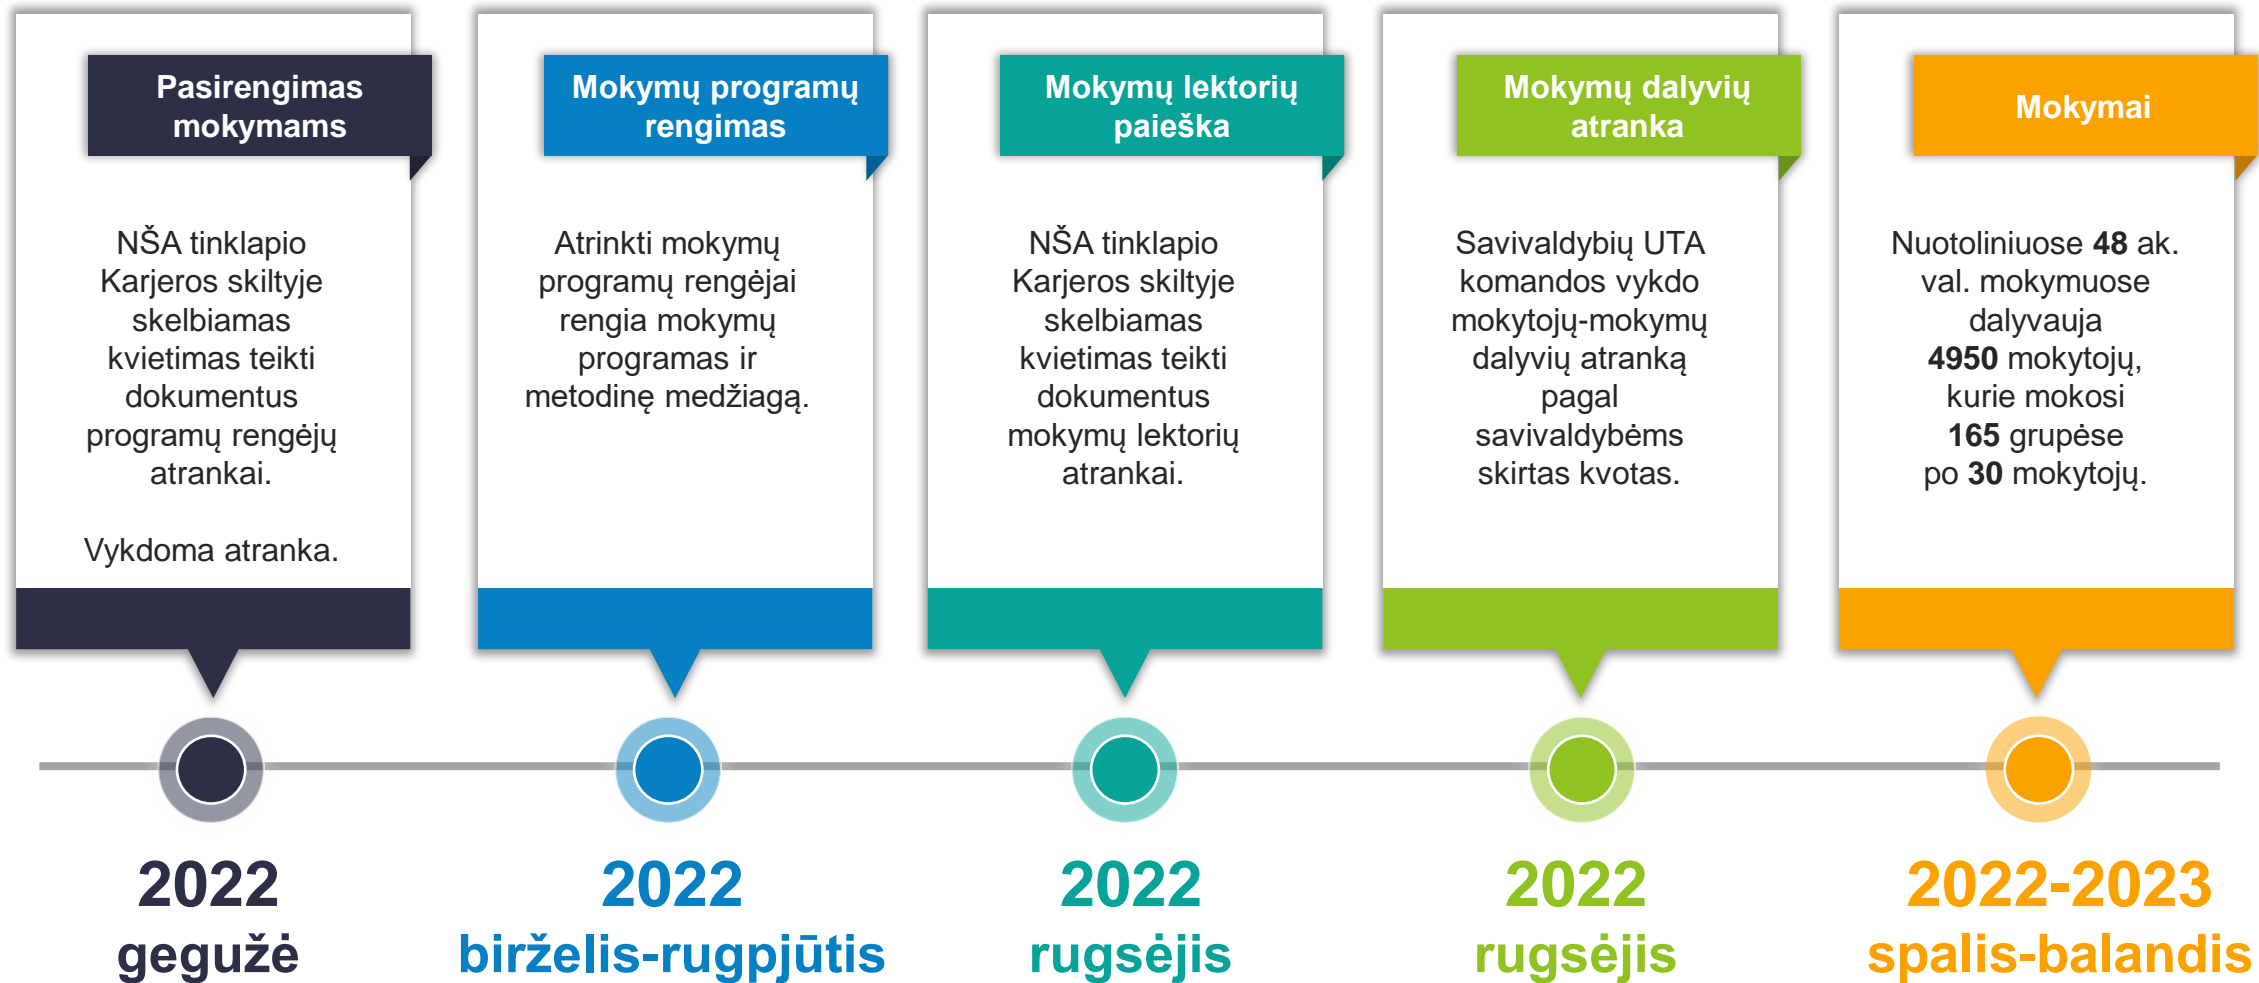 Pasirengimas
mokymams
NŠA tinklapio
Karjeros skiltyje
skelbiamas
kvietimas teikti
dokumentus
programų rengėjų
atrankai.
Vykdoma atranka.
2022
gegužė
Mokymų programų
rengimas
Atrinkti mokymų
programų rengėjai
rengia mokymų
programas ir
metodinę medžiagą.
2022
birželis-rugpjūtis
Mokymų lektorių
paieška
NŠA tinklapio
Karjeros skiltyje
skelbiamas
kvietimas teikti
dokumentus
mokymų lektorių
atrankai.
2022
rugsėjis
Mokymų dalyvių
atranka
Savivaldybių UTA
komandos vykdo
mokytojų-mokymų
dalyvių atranką
pagal
savivaldybėms
skirtas kvotas.
2022
rugsėjis
Mokymai
Nuotoliniuose 48 ak.
val. mokymuose
dalyvauja
4950 mokytojų,
kurie mokosi
165 grupėse
po 30 mokytojų.
2022-2023
spalis-balandis